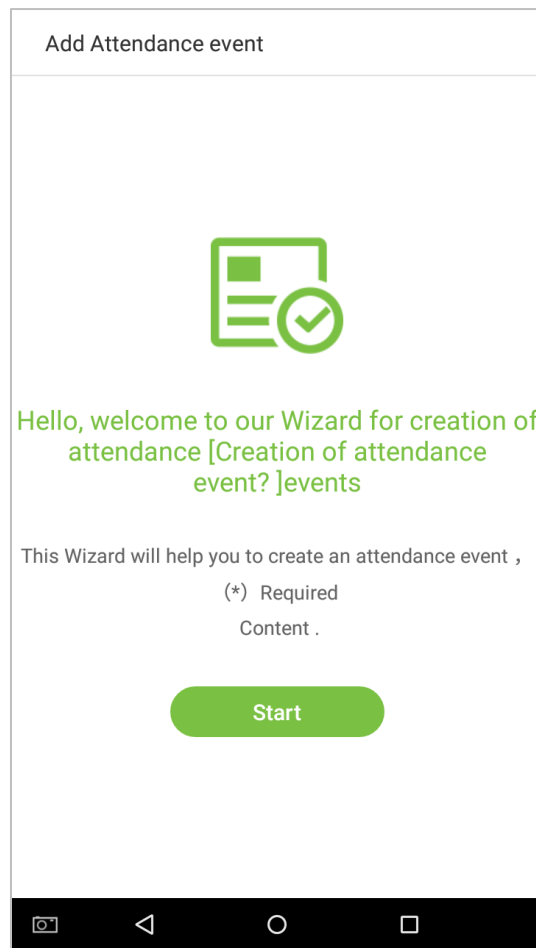 Add Attendance event
Hello, welcome to our Wizard for creation of
attendance [Creation of attendance
event? ]events
This Wizard will help you to create an attendance event ，
（*）Required
Content .
Start